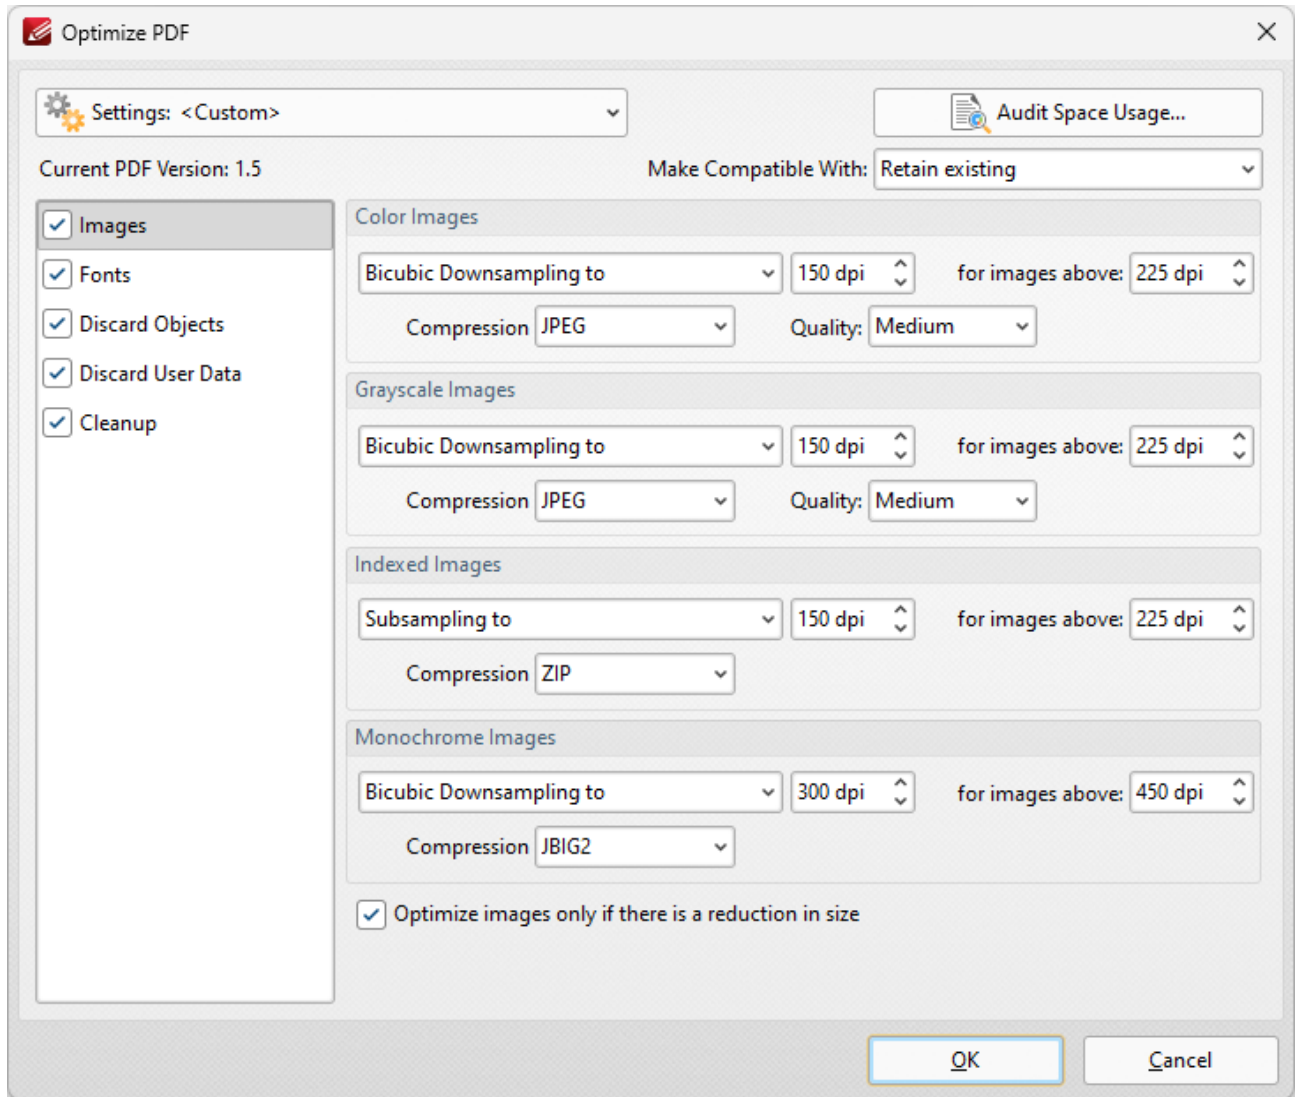 Optimize PDF
Settings: <Custom>
Audit Space Usage...
Current PDF Version: 1.5
Make Compatible With: Retain existing
Images
Fonts
Discard Objects
Discard User Data
Cleanup
Color Images
Bicubic Downsampling to 150 dpi for images above: 225 dpi
Compression JPEG Quality: Medium
Grayscale Images
Bicubic Downsampling to 150 dpi for images above: 225 dpi
Compression JPEG Quality: Medium
Indexed Images
Subsampling to 150 dpi for images above: 225 dpi
Compression ZIP
Monochrome Images
Bicubic Downsampling to 300 dpi for images above: 450 dpi
Compression JBIG2
Optimize images only if there is a reduction in size
OK Cancel